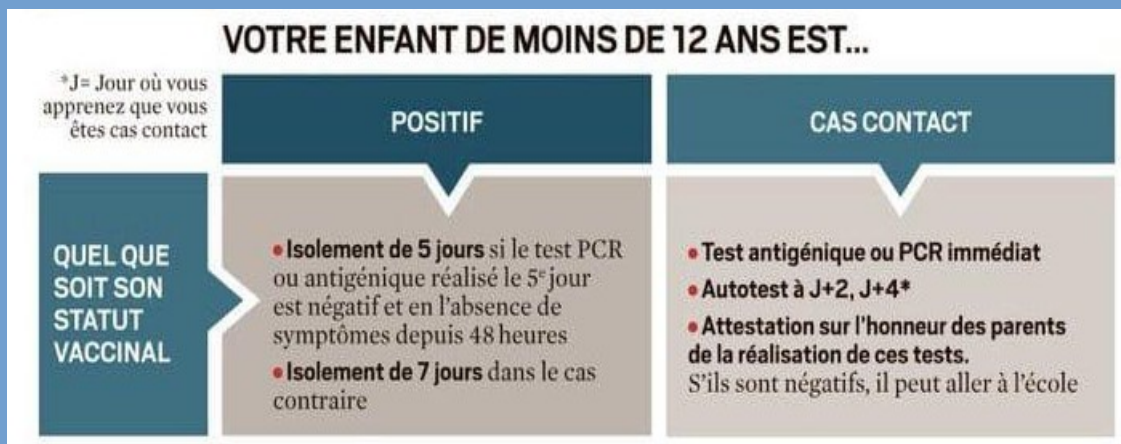 VOTRE ENFANT DE MOINS DE 12 ANS EST...
*J= Jour où vous
apprenez que vous
êtes cas contact
POSITIF
CAS CONTACT
QUEL QUE
SOIT SON
STATUT
VACCINAL
• Isolement de 5 jours si le test PCR
ou antigénique réalisé le 5e jour
est négatif et en l'absence de
symptômes depuis 48 heures
• Isolement de 7 jours dans le cas
contraire
• Test antigénique ou PCR immédiat
• Autotest à J+2, J+4*
• Attestation sur l'honneur des parents
de la réalisation de ces tests.
S'ils sont négatifs, il peut aller à l'école